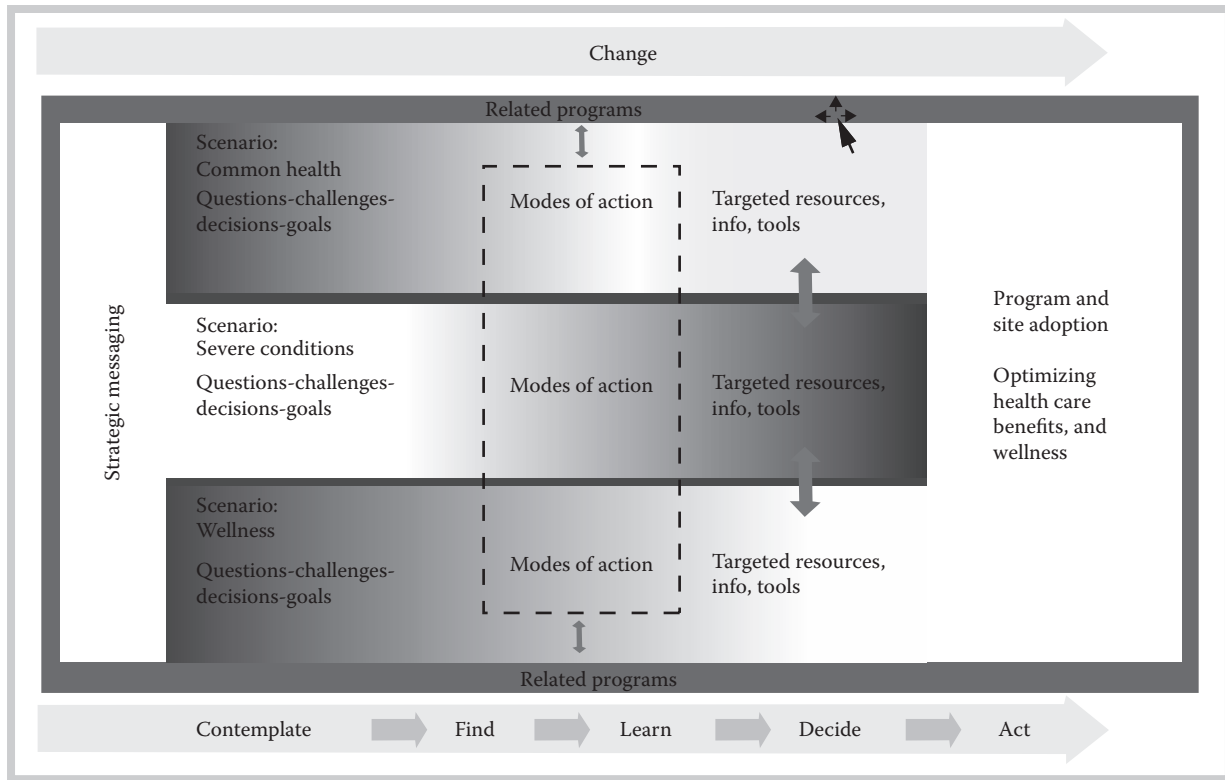 Change
Related programs
Strategic messaging
Scenario:
Common health
Questions-challenges-
decisions-goals
Modes of action
Targeted resources,
info, tools
Scenario:
Severe conditions
Questions-challenges-
decisions-goals
Modes of action
Targeted resources,
info, tools
Scenario:
Wellness
Questions-challenges-
decisions-goals
Modes of action
Targeted resources,
info, tools
Program and
site adoption
Optimizing
health care
benefits, and
wellness
Related programs
Contemplate
Find
Learn
Decide
Act